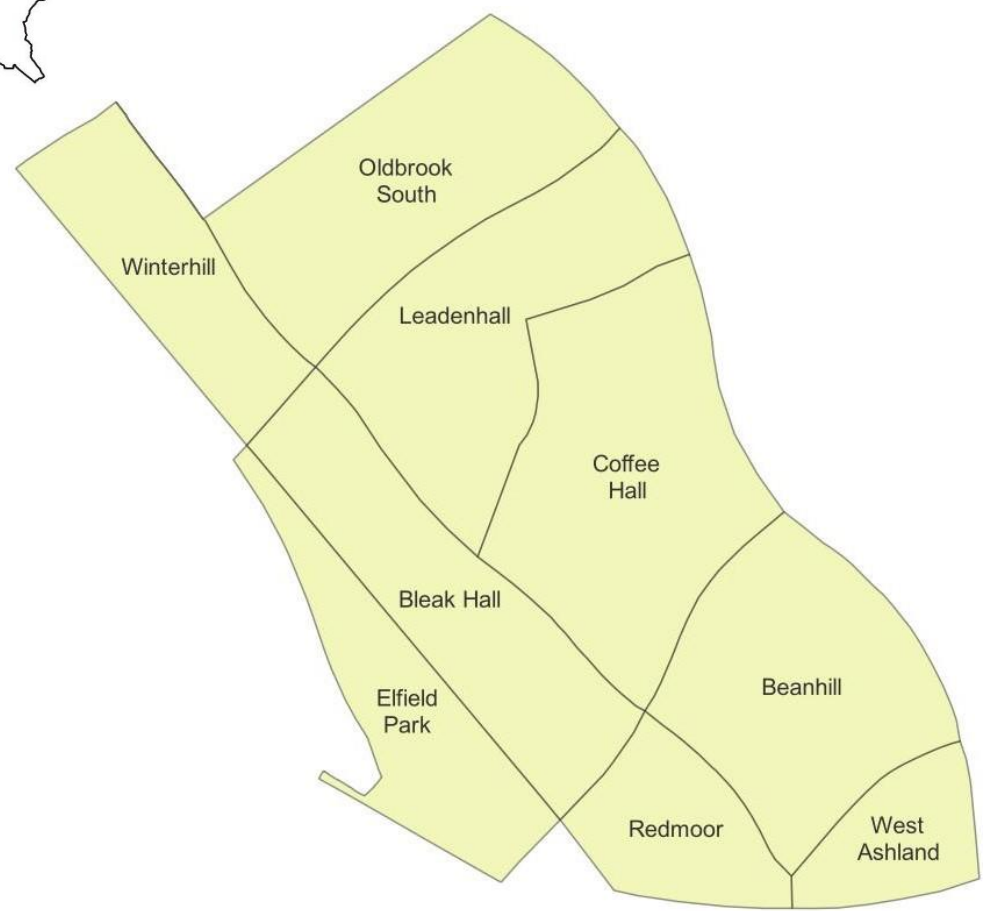 Oldbrook
South
Winterhill
Leadenhall
Coffee
Hall
Bleak Hall
Beanhill
Elfield
Park
Redmoor
West
Ashland